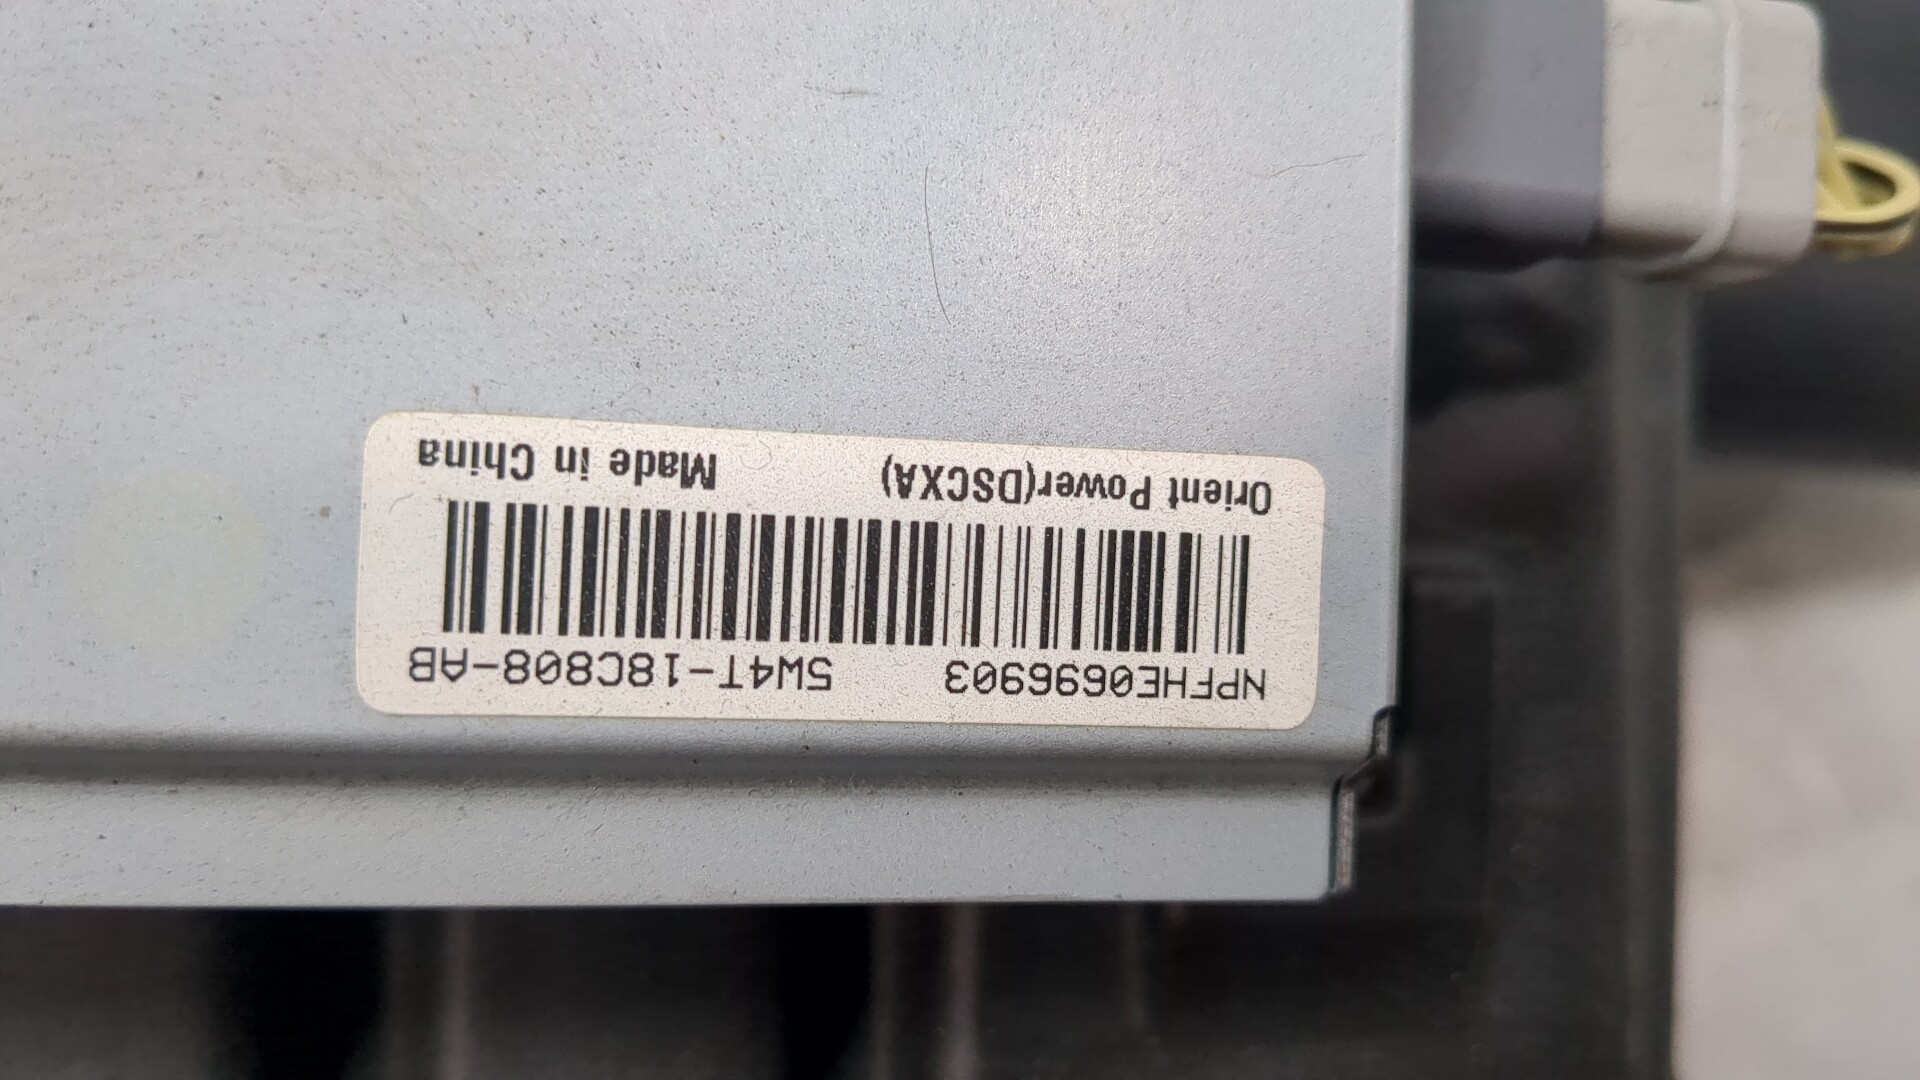 NPFHE0696903 5W4T-18C808-AB
Orient Power(DSCXA) Made in China